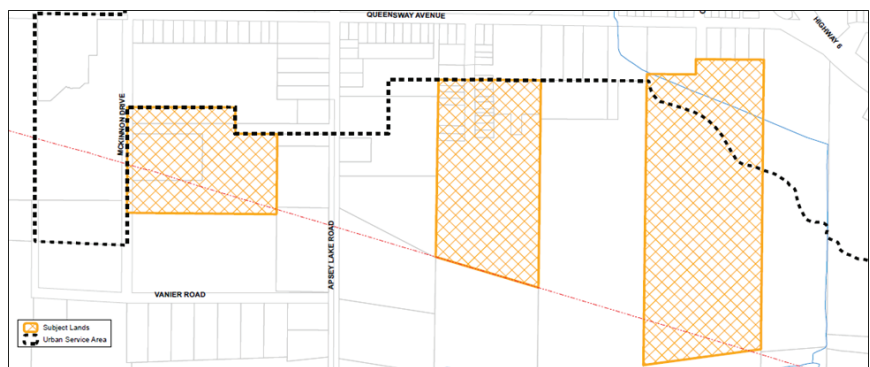 QUEENSWAY AVENUE
HIGHWAY 6
MCKINNON DRIVE
APSEY LAKE ROAD
VANIER ROAD
Subject Lands
Urban Service Area